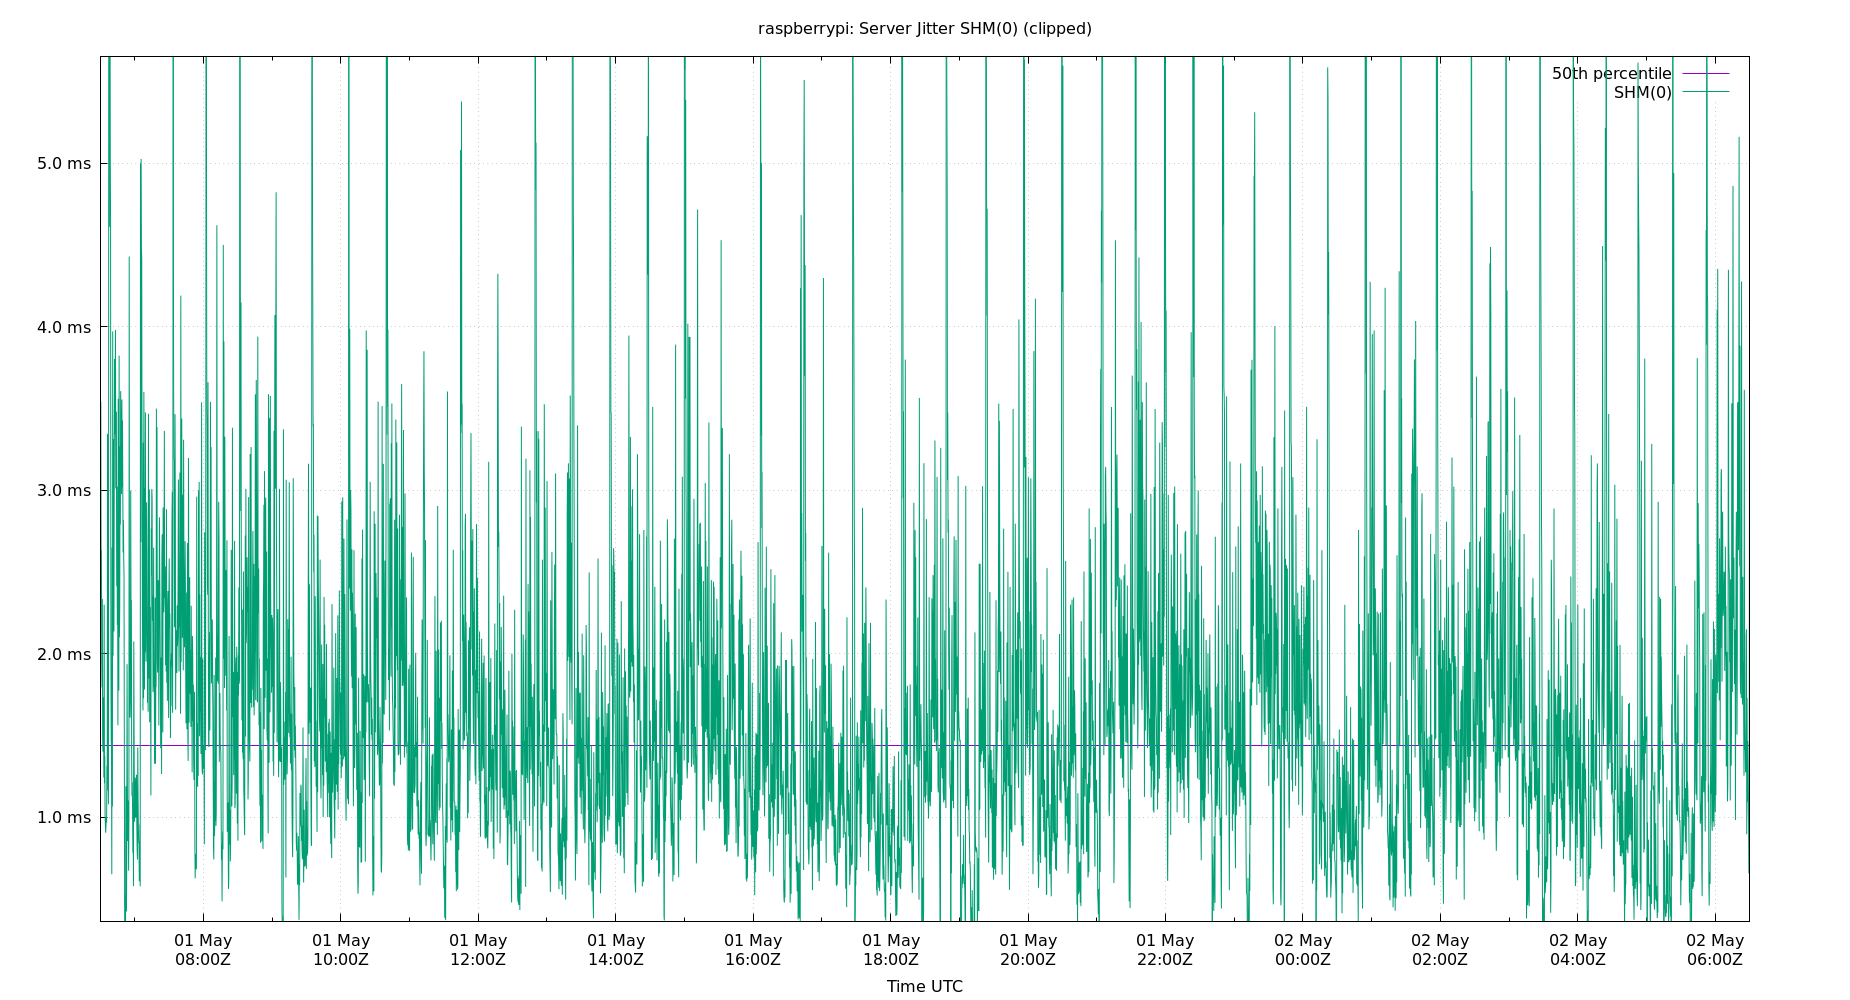 raspberrypi: Server Jitter SHM(0) (clipped)
50th percentile
SHM(0)
5.0 ms
4.0 ms
3.0 ms
2.0 ms
1.0 ms
01 May 01 May 01 May 01 May 01 May 01 May 01 May 01 May 02 May 02 May 02 May 02 May
08:00Z 10:00Z 12:00Z 14:00Z 16:00Z 18:00Z 20:00Z 22:00Z 00:00Z 02:00Z 04:00Z 06:00Z
Time UTC